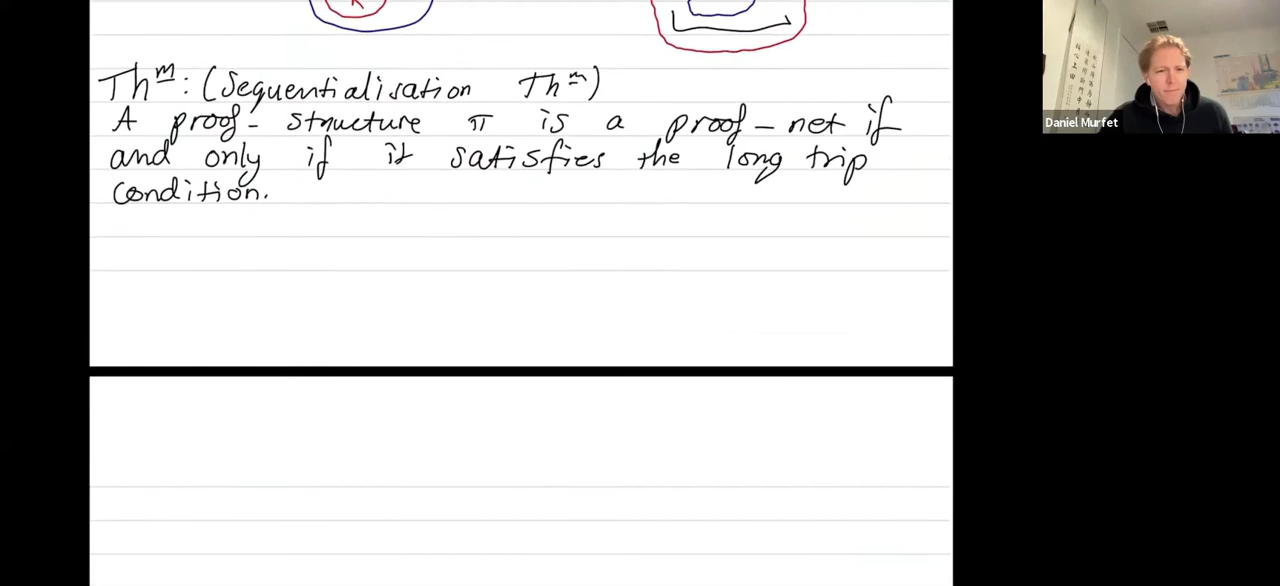 Thᵐ: (Sequentialisation Thᵐ)
A proof-structure π is a proof-net if
and only if it satisfies the long trip
condition.
Daniel Murfet